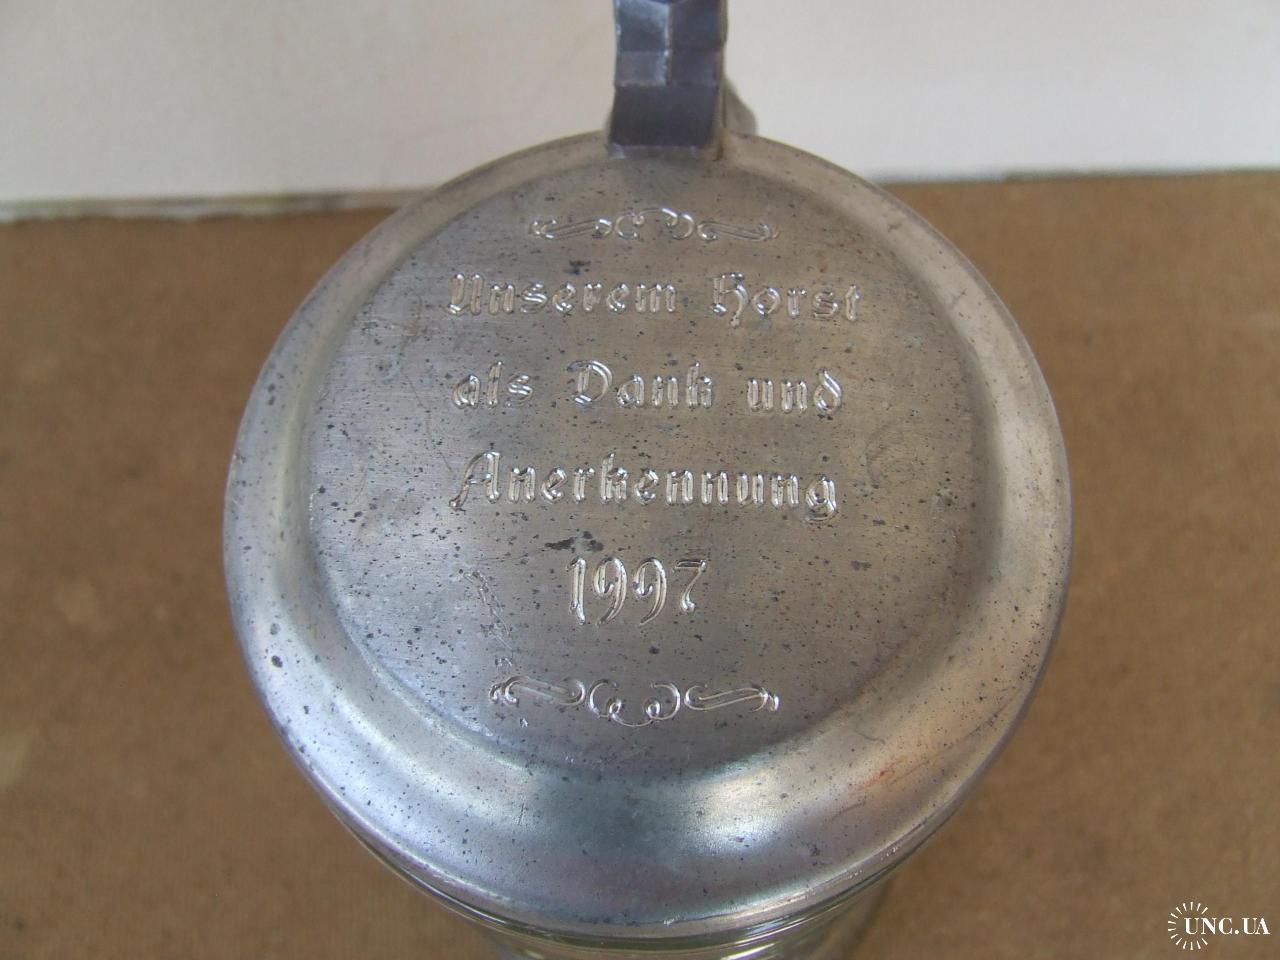 Unserem Horst
als Dank und
Anerkennung
1997
UNC.UA